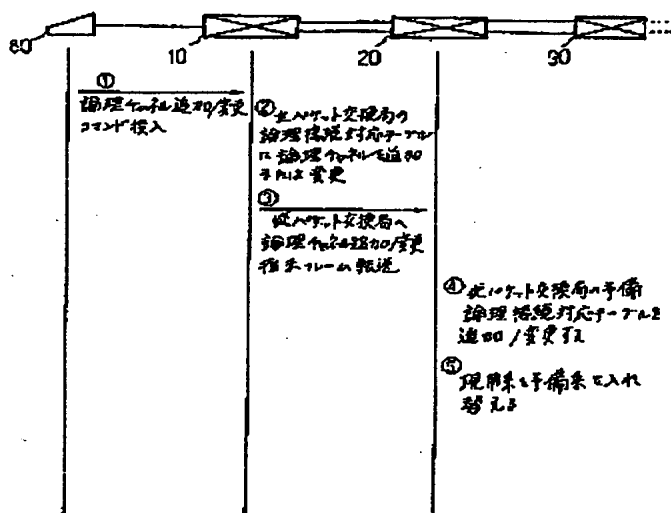 80
10
20
90
①
論理チャネル追加/変更
コマンド投入
②
主パケット交換局の
論理接続対応テーブル
に論理チャネルを追加
または変更
③
従パケット交換局へ
論理チャネル追加/変更
指示フレーム転送
④ 従パケット交換局の予備
論理接続対応テーブルを
追加/変更する
⑤
現用系と予備系を入れ
替える